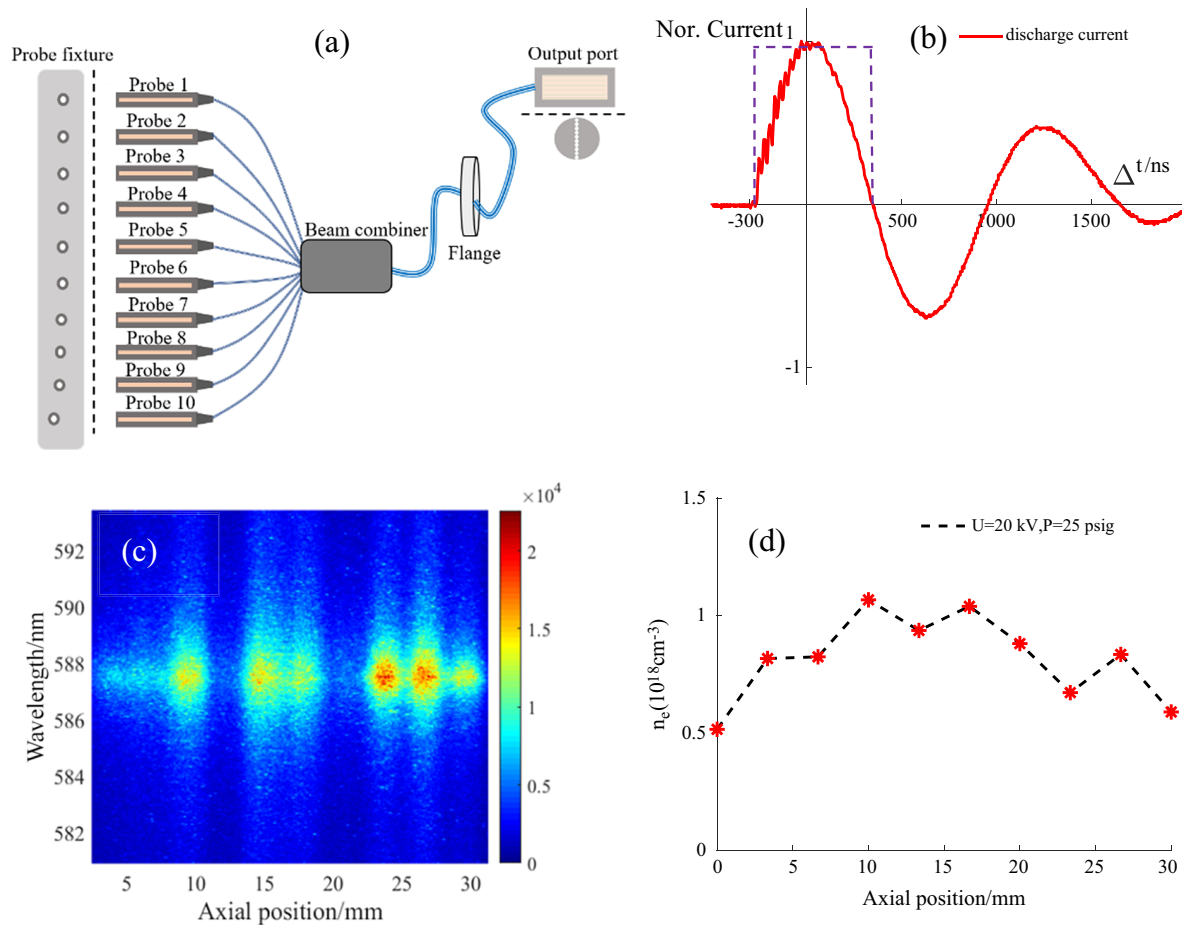 (a)
Probe fixture
Output port
Probe 1
Probe 2
Probe 3
Probe 4
Probe 5
Probe 6
Probe 7
Probe 8
Probe 9
Probe 10
Beam combiner
Flange
(b)
Nor. Current
discharge current
1
Δt/ns
-300
500
1000
1500
-1
(c)
×10⁴
Wavelength/nm
592
590
588
586
584
582
5
10
15
20
25
30
Axial position/mm
2
1.5
1
0.5
0
(d)
U=20 kV,P=25 psig
nₑ(10¹⁸cm⁻³)
1.5
1
0.5
0
0
5
10
15
20
25
30
Axial position/mm